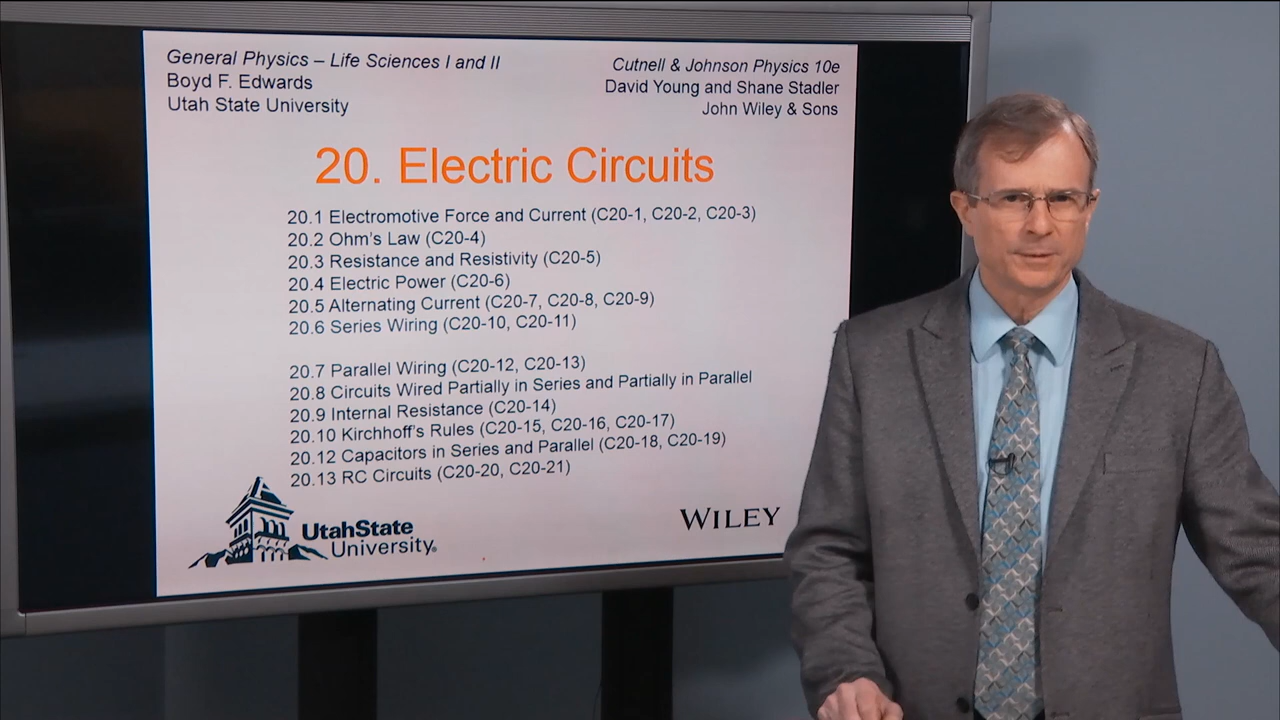 General Physics – Life Sciences I and II
Boyd F. Edwards
Utah State University
Cutnell & Johnson Physics 10e
David Young and Shane Stadler
John Wiley & Sons
20. Electric Circuits
20.1 Electromotive Force and Current (C20-1, C20-2, C20-3)
20.2 Ohm's Law (C20-4)
20.3 Resistance and Resistivity (C20-5)
20.4 Electric Power (C20-6)
20.5 Alternating Current (C20-7, C20-8, C20-9)
20.6 Series Wiring (C20-10, C20-11)
20.7 Parallel Wiring (C20-12, C20-13)
20.8 Circuits Wired Partially in Series and Partially in Parallel
20.9 Internal Resistance (C20-14)
20.10 Kirchhoff's Rules (C20-15, C20-16, C20-17)
20.12 Capacitors in Series and Parallel (C20-18, C20-19)
20.13 RC Circuits (C20-20, C20-21)
UtahState
University®
WILEY